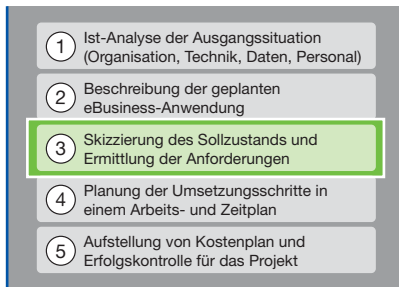 1 Ist-Analyse der Ausgangssituation
(Organisation, Technik, Daten, Personal)
2 Beschreibung der geplanten
eBusiness-Anwendung
3 Skizzierung des Sollzustands und
Ermittlung der Anforderungen
4 Planung der Umsetzungsschritte in
einem Arbeits- und Zeitplan
5 Aufstellung von Kostenplan und
Erfolgskontrolle für das Projekt